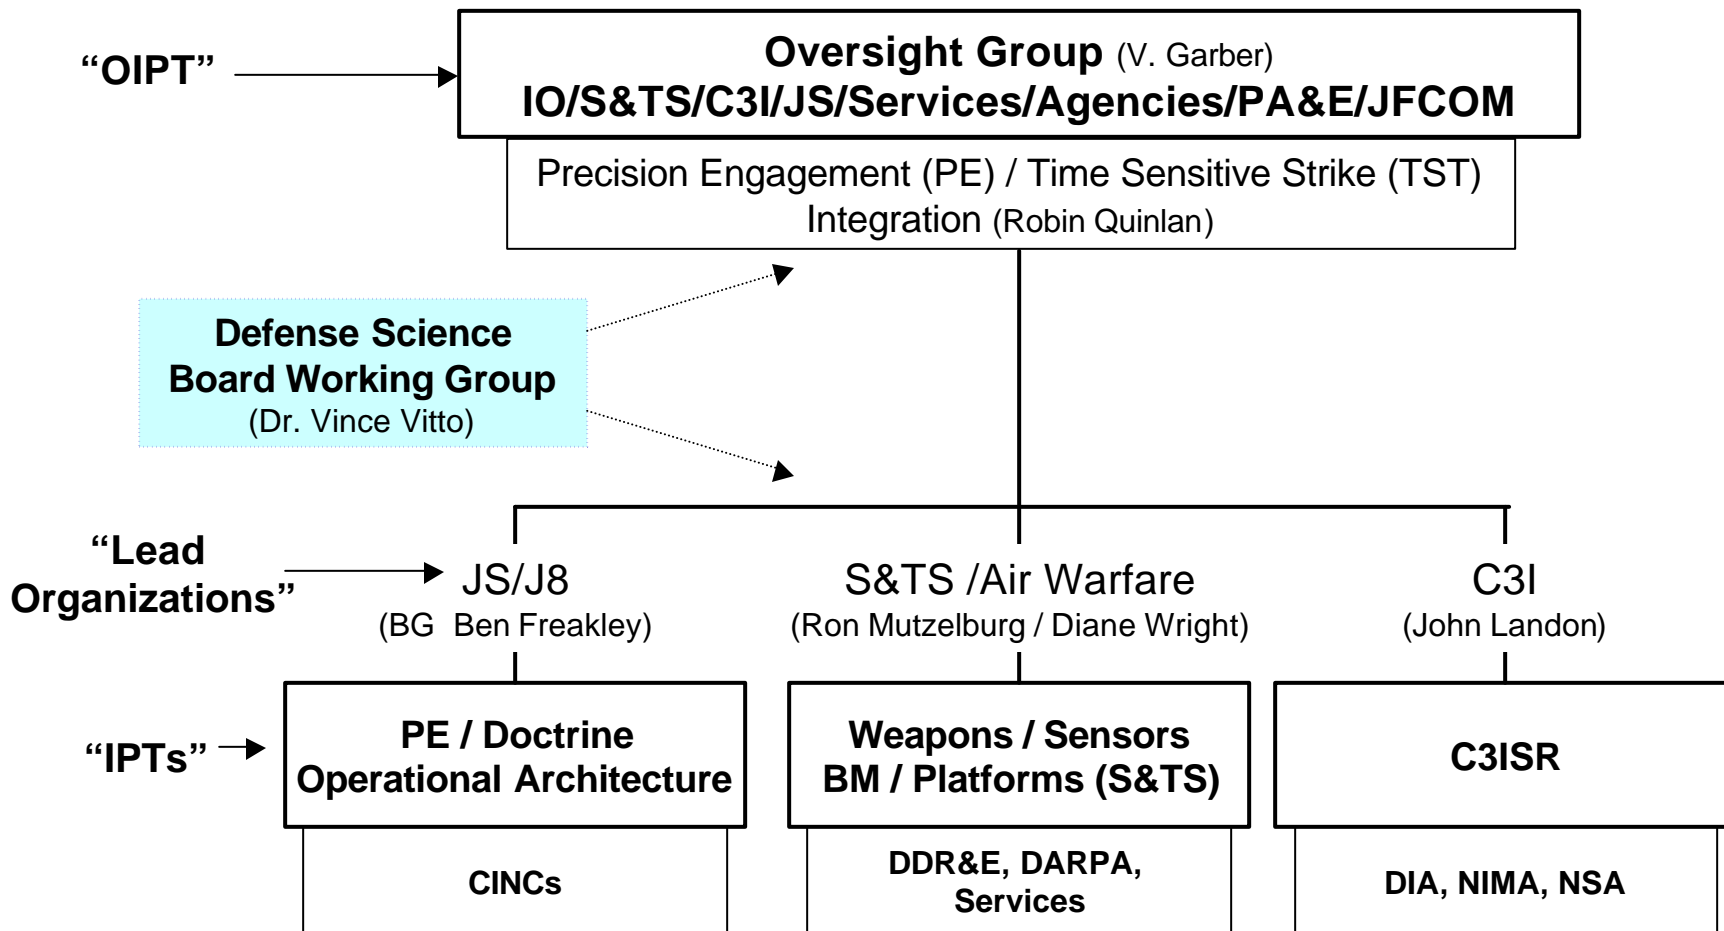 “OIPT”
Oversight Group (V. Garber)
IO/S&TS/C3I/JS/Services/Agencies/PA&E/JFCOM
Precision Engagement (PE) / Time Sensitive Strike (TST)
Integration (Robin Quinlan)
Defense Science
Board Working Group
(Dr. Vince Vitto)
“Lead
Organizations”
JS/J8
(BG  Ben Freakley)
S&TS /Air Warfare
(Ron Mutzelburg / Diane Wright)
C3I
(John Landon)
“IPTs”
PE / Doctrine
Operational Architecture
Weapons / Sensors
BM / Platforms (S&TS)
C3ISR
CINCs
DDR&E, DARPA,
Services
DIA, NIMA, NSA